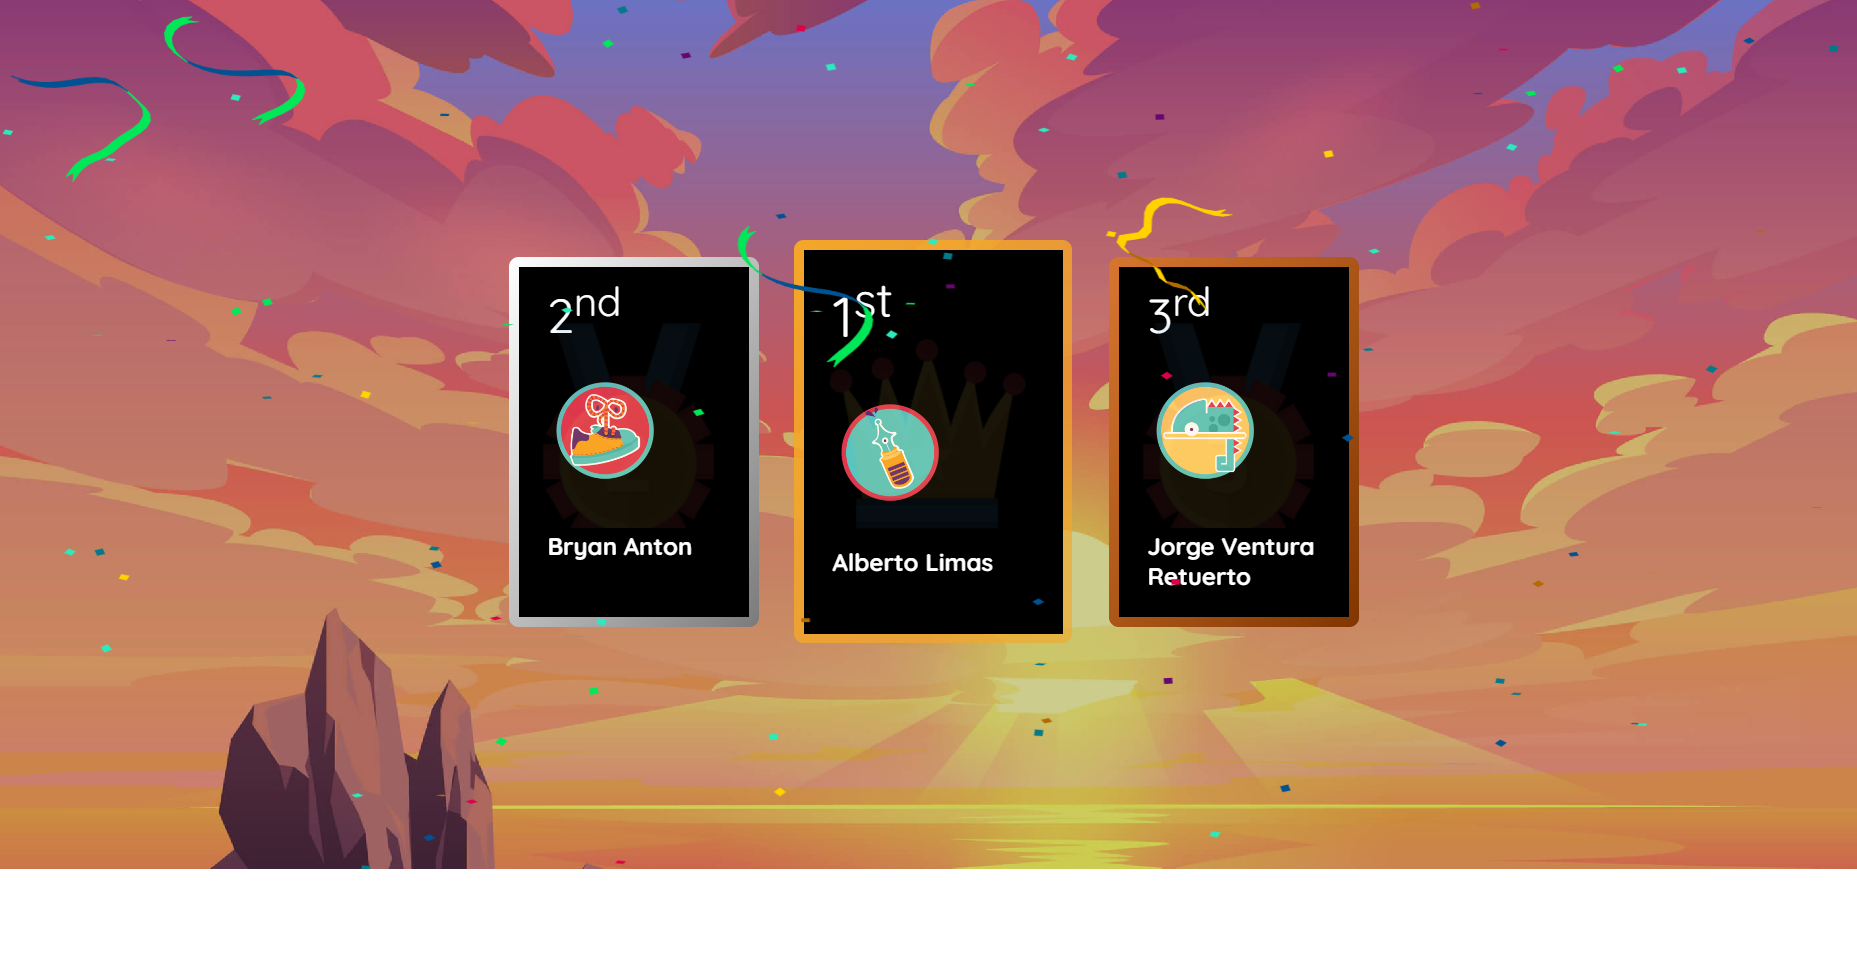 2nd
Bryan Anton
1st
Alberto Limas
3rd
Jorge Ventura
Retuerto